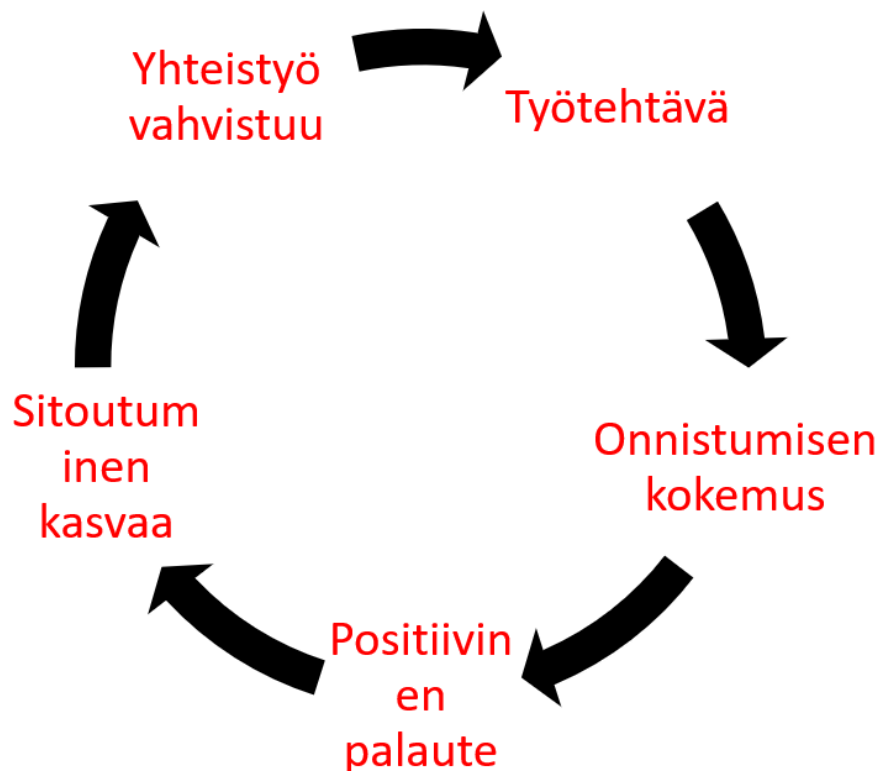 Yhteistyö
vahvistuu
Työtehtävä
Onnistumisen
kokemus
Positiivin
en
palaute
Sitoutum
inen
kasvaa